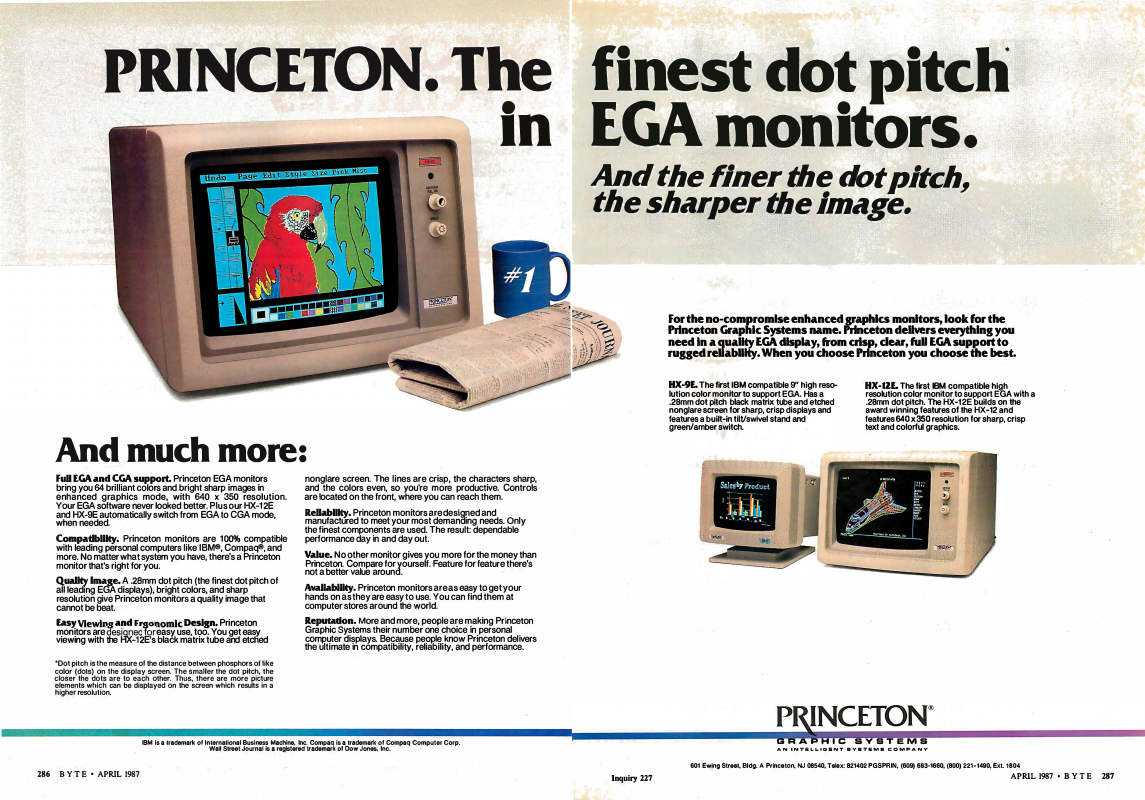 PRINCETON. The finest dot pitch*
in EGA monitors.
And the finer the dot pitch,
the sharper the image.
Undo Page Edit Style Size Pick Misc
PRINCETON
#1
For the no-compromise enhanced graphics monitors, look for the
Princeton Graphic Systems name. Princeton delivers everything you
need in a quality EGA display, from crisp, clear, full EGA support to
rugged reliability. When you choose Princeton you choose the best.
HX-9E. The first IBM compatible 9" high reso-
lution color monitor to support EGA. Has a
.28mm dot pitch black matrix tube and etched
nonglare screen for sharp, crisp displays and
features a built-in tilt/swivel stand and
green/amber switch.
HX-12E. The first IBM compatible high
resolution color monitor to support EGA with a
.28mm dot pitch. The HX-12E builds on the
award winning features of the HX-12 and
features 640 x 350 resolution for sharp, crisp
text and colorful graphics.
Sales by Product
And much more:
Full EGA and CGA support. Princeton EGA monitors
bring you 64 brilliant colors and bright sharp images in
enhanced graphics mode, with 640 x 350 resolution.
Your EGA software never looked better. Plus our HX-12E
and HX-9E automatically switch from EGA to CGA mode,
when needed.
Compatibility. Princeton monitors are 100% compatible
with leading personal computers like IBM®, Compaq®, and
more. No matter what system you have, there's a Princeton
monitor that's right for you.
Quality Image. A .28mm dot pitch (the finest dot pitch of
all leading EGA displays), bright colors, and sharp
resolution give Princeton monitors a quality image that
cannot be beat.
Easy Viewing and Ergonomic Design. Princeton
monitors are designed for easy use, too. You get easy
viewing with the HX-12E's black matrix tube and etched
nonglare screen. The lines are crisp, the characters sharp,
and the colors even, so you're more productive. Controls
are located on the front, where you can reach them.
Reliability. Princeton monitors are designed and
manufactured to meet your most demanding needs. Only
the finest components are used. The result: dependable
performance day in and day out.
Value. No other monitor gives you more for the money than
Princeton. Compare for yourself. Feature for feature there's
not a better value around.
Availability. Princeton monitors are as easy to get your
hands on as they are easy to use. You can find them at
computer stores around the world.
Reputation. More and more, people are making Princeton
Graphic Systems their number one choice in personal
computer displays. Because people know Princeton delivers
the ultimate in compatibility, reliability, and performance.
*Dot pitch is the measure of the distance between phosphors of like
color (dots) on the display screen. The smaller the dot pitch, the
closer the dots are to each other. Thus, there are more picture
elements which can be displayed on the screen which results in a
higher resolution.
PRINCETON®
GRAPHIC SYSTEMS
AN INTELLIGENT SYSTEMS COMPANY
IBM is a trademark of International Business Machine, Inc. Compaq is a trademark of Compaq Computer Corp.
Wall Street Journal is a registered trademark of Dow Jones, Inc.
601 Ewing Street, Bldg. A Princeton, NJ 08540, Telex: 821402 PGSPRIN, (609) 683-1660, (800) 221-1490, Ext. 1804
286 BYTE • APRIL 1987
Inquiry 227
APRIL 1987 • BYTE 287